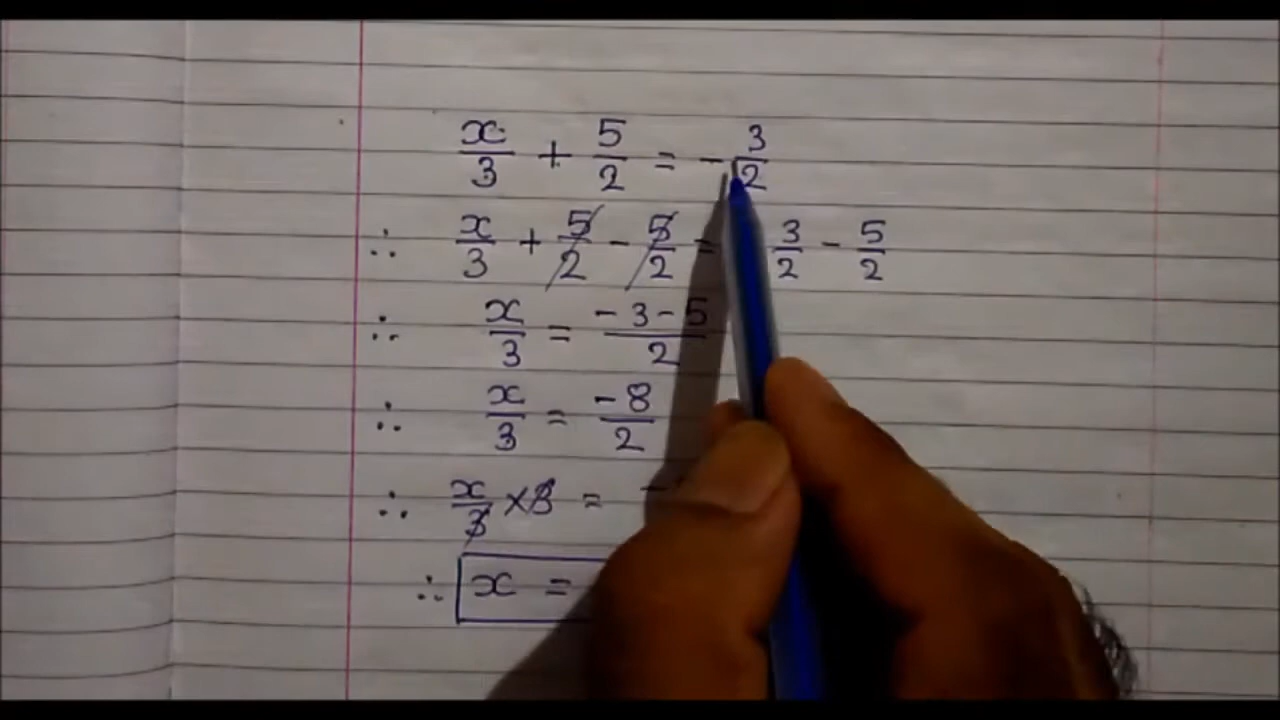 x/3 + 5/2 = - 3/2
∴ x/3 + 5/2 - 5/2 = 3/2 - 5/2
∴ x/3 = -3-5/2
∴ x/3 = -8/2
∴ x/3 × 3 = -
∴ x =